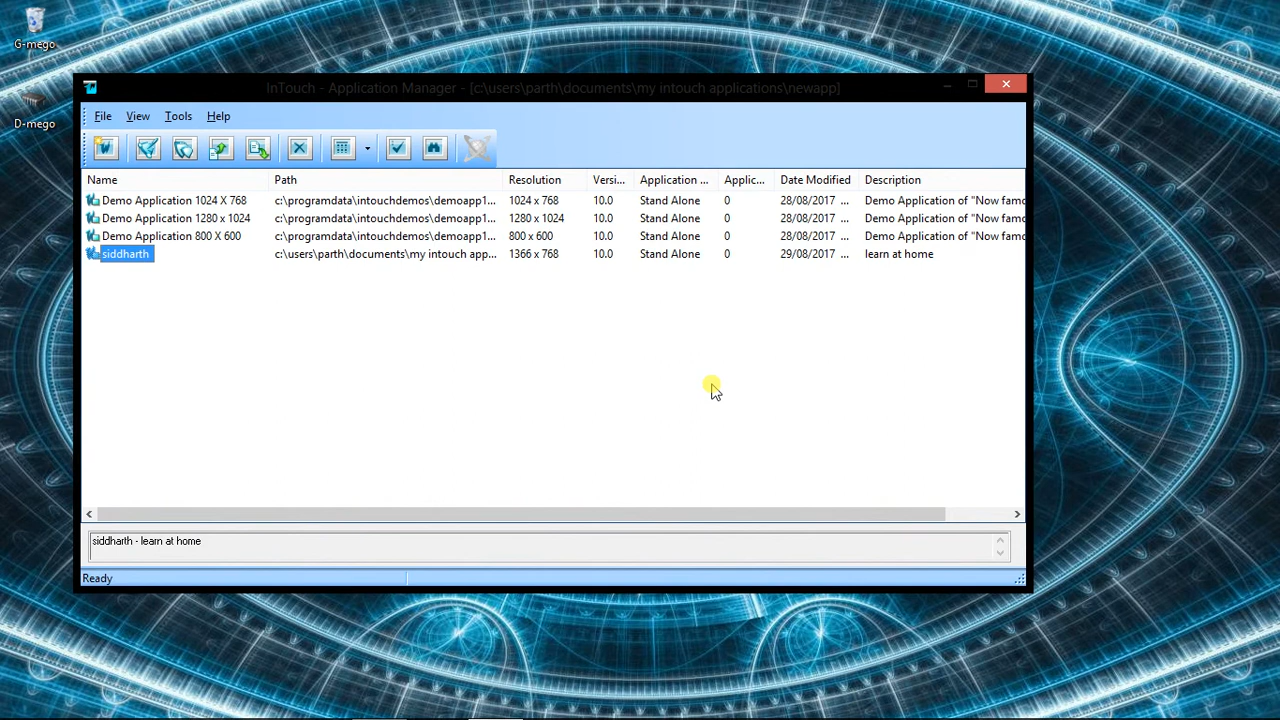 G-mego
D-mego
InTouch - Application Manager - [c:\users\parth\documents\my intouch applications\newapp]
File View Tools Help
Name Path Resolution Versi... Application ... Applic... Date Modified Description
Demo Application 1024 X 768 c:\programdata\intouchdemos\demoapp1... 1024 x 768 10.0 Stand Alone 0 28/08/2017 ... Demo Application of "Now famo
Demo Application 1280 x 1024 c:\programdata\intouchdemos\demoapp1... 1280 x 1024 10.0 Stand Alone 0 28/08/2017 ... Demo Application of "Now famo
Demo Application 800 X 600 c:\programdata\intouchdemos\demoapp1... 800 x 600 10.0 Stand Alone 0 28/08/2017 ... Demo Application of "Now famo
siddharth c:\users\parth\documents\my intouch app... 1366 x 768 10.0 Stand Alone 0 29/08/2017 ... learn at home
siddharth - learn at home
Ready